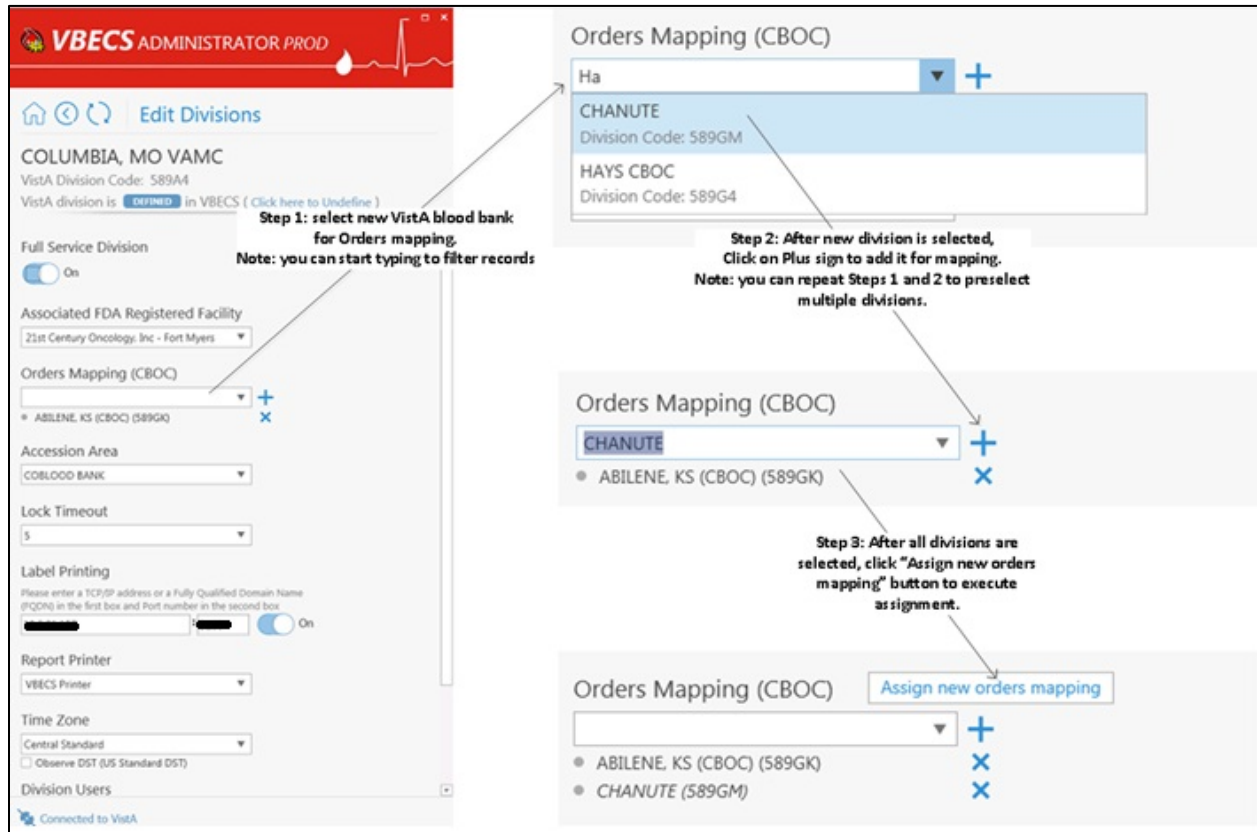 VBECS ADMINISTRATOR PROD
Edit Divisions
COLUMBIA, MO VAMC
VistA Division Code: 589A4
VistA division is DEFINED in VBECS ( Click here to Undefine )
Step 1: select new VistA blood bank
for Orders mapping.
Note: you can start typing to filter records
Full Service Division
On
Associated FDA Registered Facility
21st Century Oncology, Inc - Fort Myers
Orders Mapping (CBOC)
ABILENE, KS (CBOC) (589GK)
Accession Area
COBLOOD BANK
Lock Timeout
5
Label Printing
Please enter a TCP/IP address or a Fully Qualified Domain Name
(FQDN) in the first box and Port number in the second box
: On
Report Printer
VBECS Printer
Time Zone
Central Standard
Observe DST (US Standard DST)
Division Users
Connected to VistA
Orders Mapping (CBOC)
Ha
CHANUTE
Division Code: 589GM
HAYS CBOC
Division Code: 589G4
Step 2: After new division is selected,
Click on Plus sign to add it for mapping.
Note: you can repeat Steps 1 and 2 to preselect
multiple divisions.
Orders Mapping (CBOC)
CHANUTE
ABILENE, KS (CBOC) (589GK)
Step 3: After all divisions are
selected, click "Assign new orders
mapping" button to execute
assignment.
Orders Mapping (CBOC) Assign new orders mapping
ABILENE, KS (CBOC) (589GK)
CHANUTE (589GM)